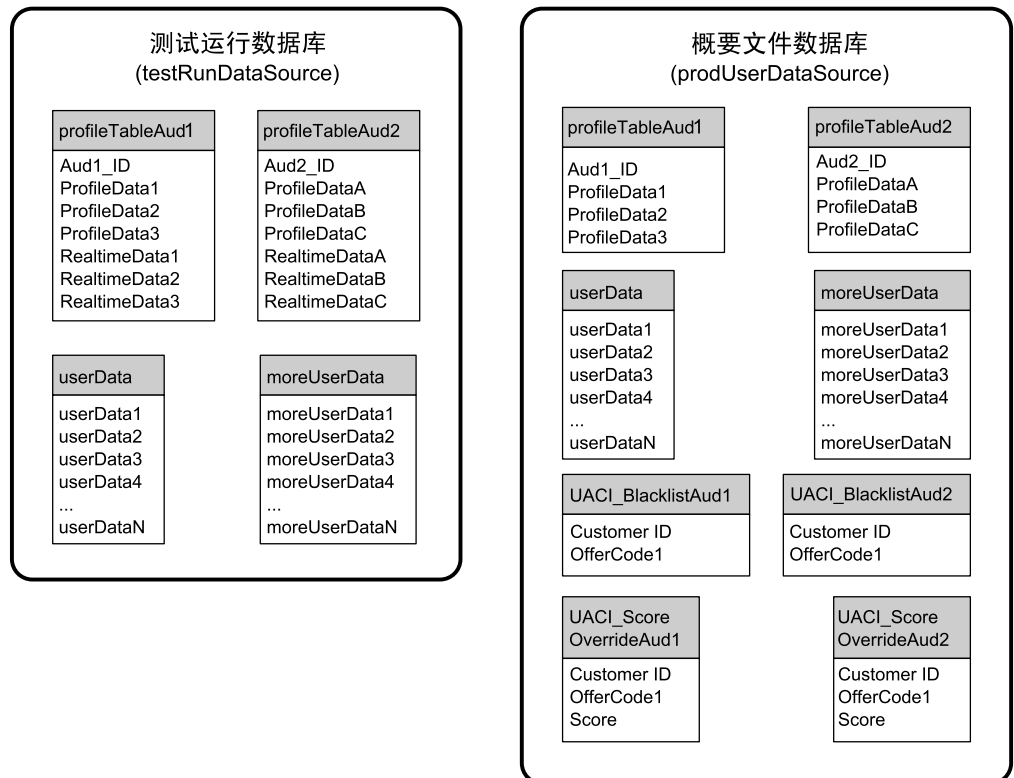 测试运行数据库
(testRunDataSource)
profileTableAud1
Aud1_ID
ProfileData1
ProfileData2
ProfileData3
RealtimeData1
RealtimeData2
RealtimeData3
profileTableAud2
Aud2_ID
ProfileDataA
ProfileDataB
ProfileDataC
RealtimeDataA
RealtimeDataB
RealtimeDataC
userData
userData1
userData2
userData3
userData4
...
userDataN
moreUserData
moreUserData1
moreUserData2
moreUserData3
moreUserData4
...
moreUserDataN
概要文件数据库
(prodUserDataSource)
profileTableAud1
Aud1_ID
ProfileData1
ProfileData2
ProfileData3
profileTableAud2
Aud2_ID
ProfileDataA
ProfileDataB
ProfileDataC
userData
userData1
userData2
userData3
userData4
...
userDataN
moreUserData
moreUserData1
moreUserData2
moreUserData3
moreUserData4
...
moreUserDataN
UACI_BlacklistAud1
Customer ID
OfferCode1
UACI_BlacklistAud2
Customer ID
OfferCode1
UACI_Score
OverrideAud1
Customer ID
OfferCode1
Score
UACI_Score
OverrideAud2
Customer ID
OfferCode1
Score